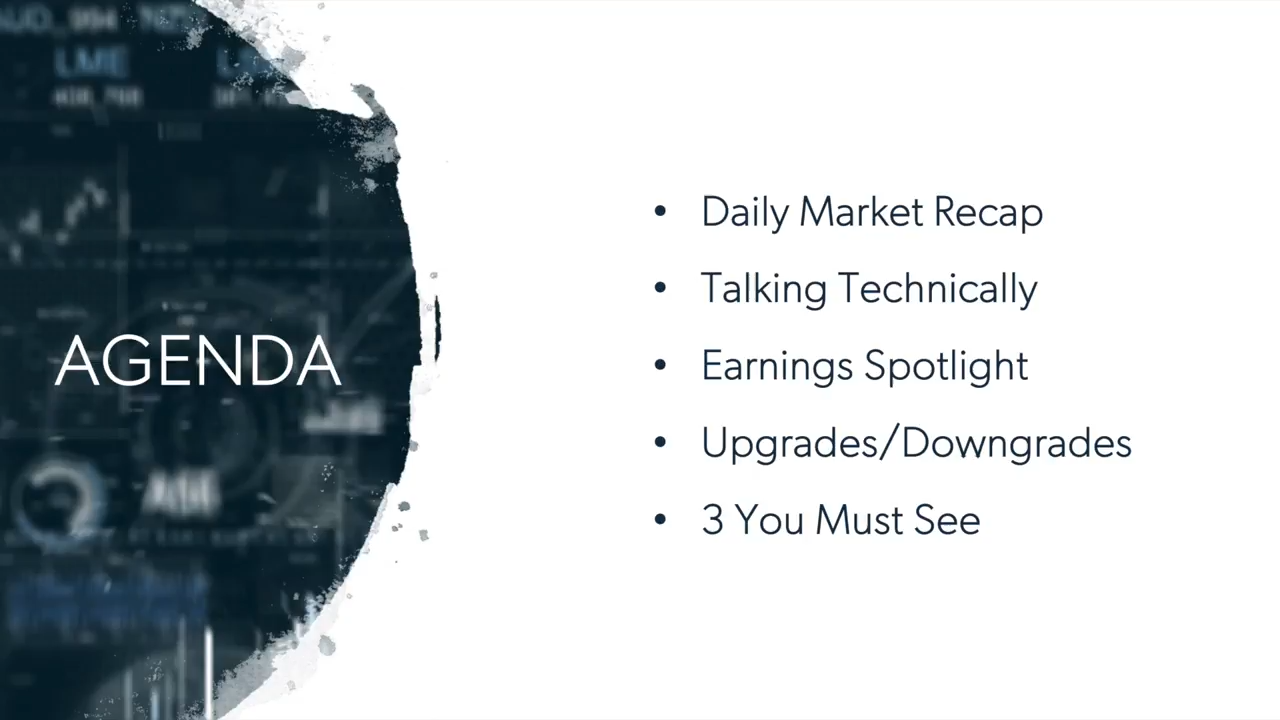 LME
AGENDA
• Daily Market Recap
• Talking Technically
• Earnings Spotlight
• Upgrades/Downgrades
• 3 You Must See